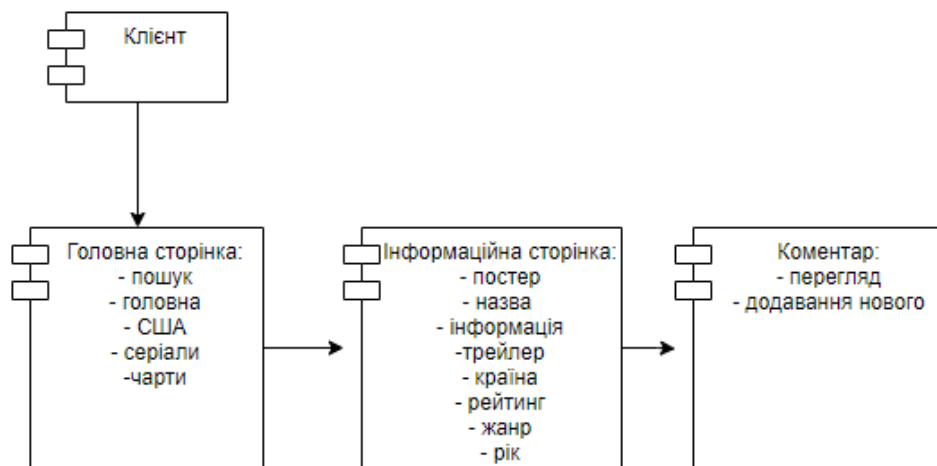 Клієнт
Головна сторінка:
- пошук
- головна
- США
- серіали
-чарти
Інформаційна сторінка:
- постер
- назва
- інформація
-трейлер
- країна
- рейтинг
- жанр
- рік
Коментар:
- перегляд
- додавання нового